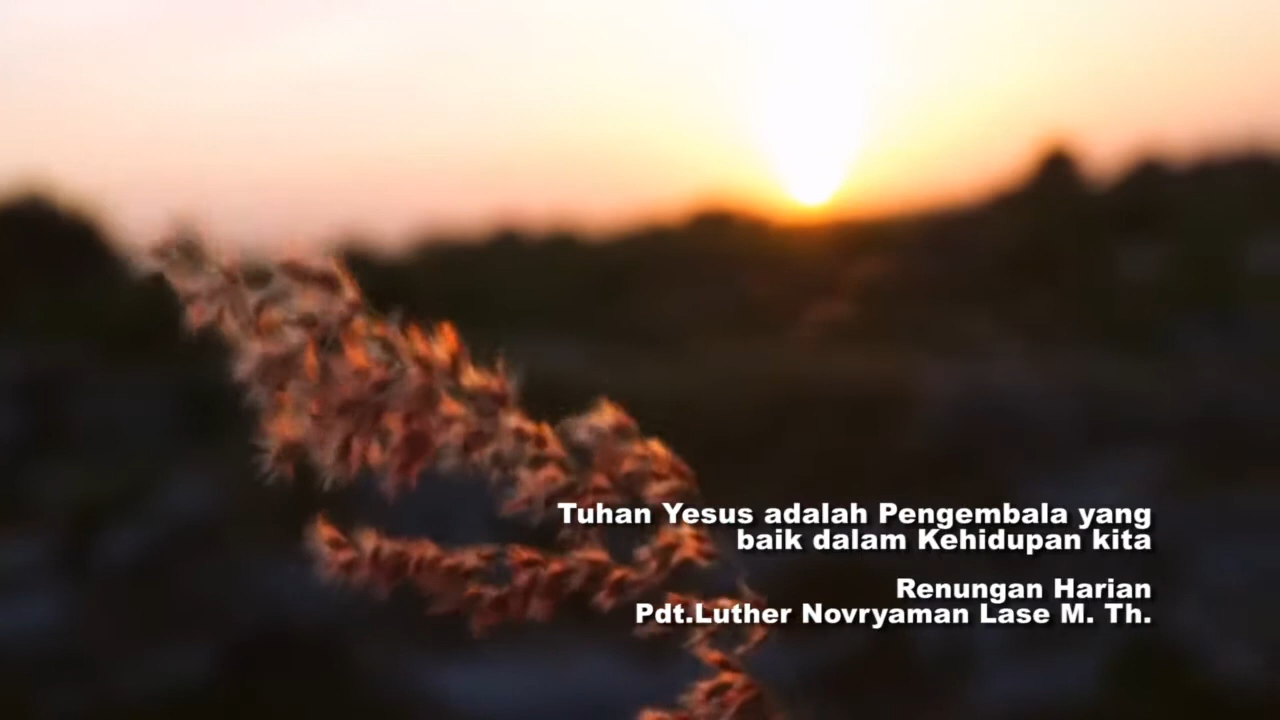 Tuhan Yesus adalah Pengembala yang
baik dalam Kehidupan kita
Renungan Harian
Pdt.Luther Novryaman Lase M. Th.